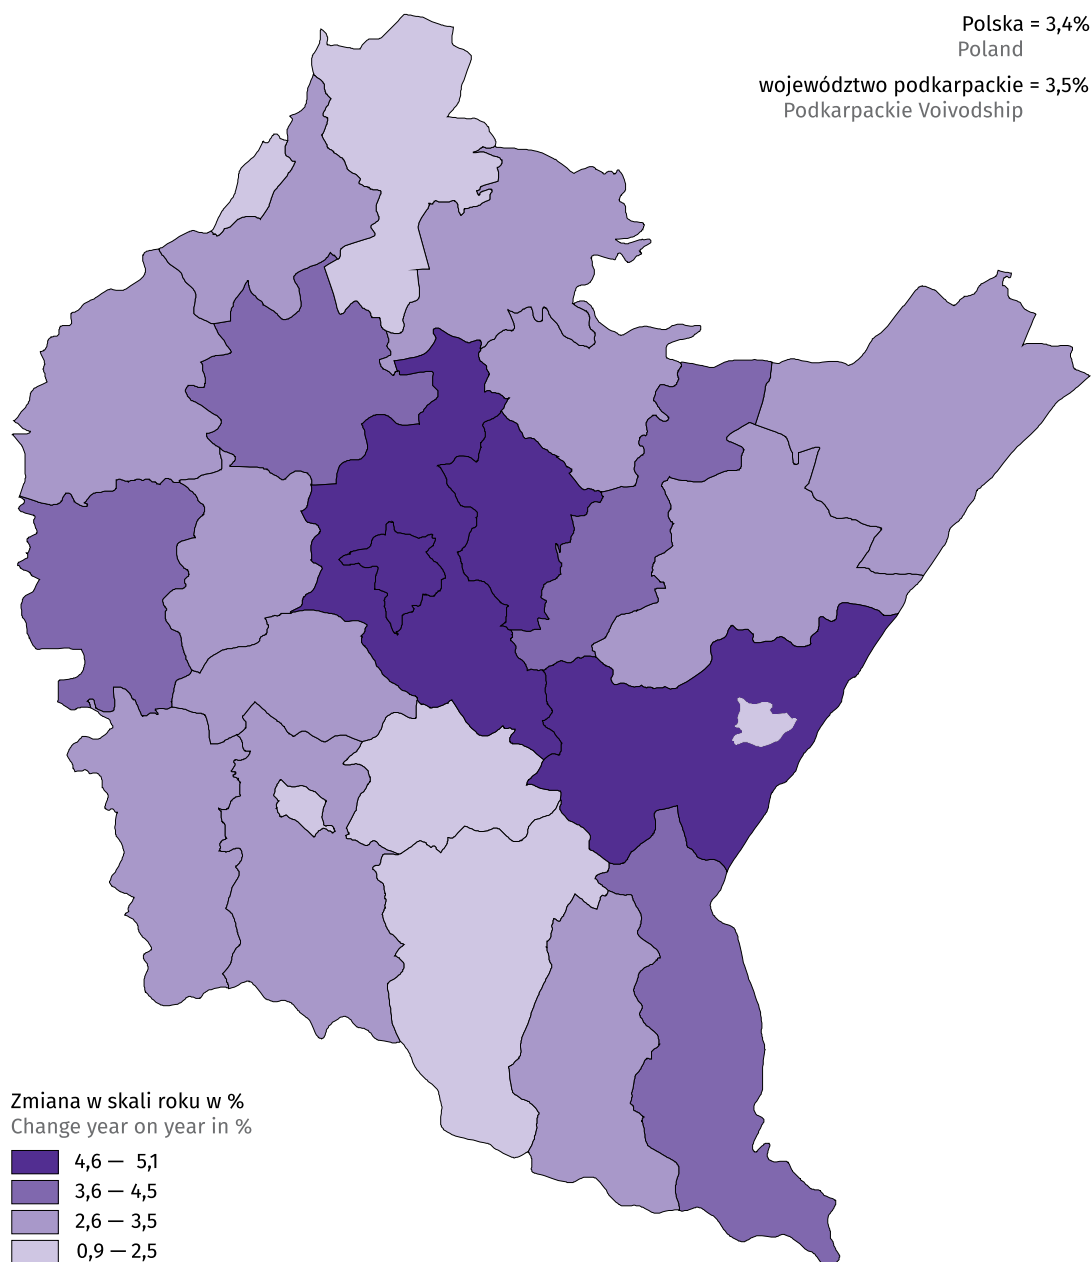 Polska = 3,4%
Poland
województwo podkarpackie = 3,5%
Podkarpackie Voivodship
Zmiana w skali roku w %
Change year on year in %
4,6 — 5,1
3,6 — 4,5
2,6 — 3,5
0,9 — 2,5